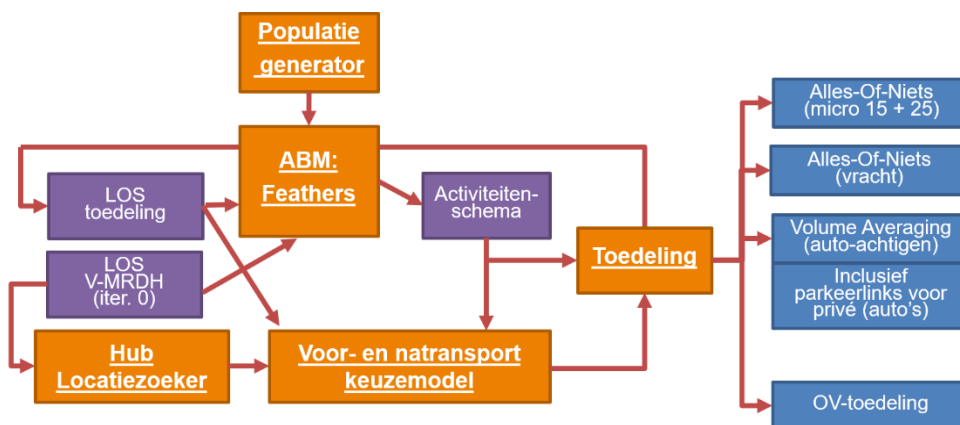 Populatie
generator
ABM:
Feathers
LOS
toedeling
Activiteiten-
schema
LOS
V-MRDH
(iter. 0)
Toedeling
Hub
Locatiezoeker
Voor- en natransport
keuzemodel
Alles-Of-Niets
(micro 15 + 25)
Alles-Of-Niets
(vracht)
Volume Averaging
(auto-achtigen)
Inclusief
parkeerlinks voor
privé (auto's)
OV-toedeling